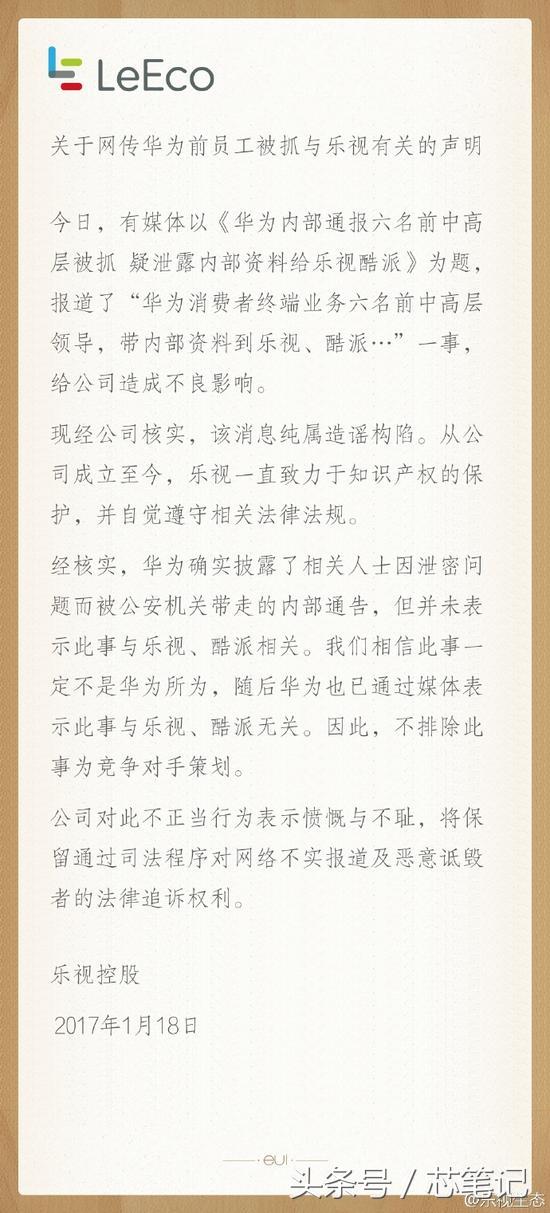 LeEco
关于网传华为前员工被抓与乐视有关的声明
今日，有媒体以《华为内部通报六名前中高
层被抓 疑泄露内部资料给乐视酷派》为题，
报道了“华为消费者终端业务六名前中高层
领导，带内部资料到乐视、酷派…”一事，
给公司造成不良影响。
现经公司核实，该消息纯属造谣构陷。从公
司成立至今，乐视一直致力于知识产权的保
护，并自觉遵守相关法律法规。
经核实，华为确实披露了相关人士因泄密问
题而被公安机关带走的内部通告，但并未表
示此事与乐视、酷派相关。我们相信此事一
定不是华为所为，随后华为也已通过媒体表
示此事与乐视、酷派无关。因此，不排除此
事为竞争对手策划。
公司对此不正当行为表示愤慨与不耻，将保
留通过司法程序对网络不实报道及恶意诋毁
者的法律追诉权利。
乐视控股
2017年1月18日
eui
头条号／芯笔记
@乐视生态